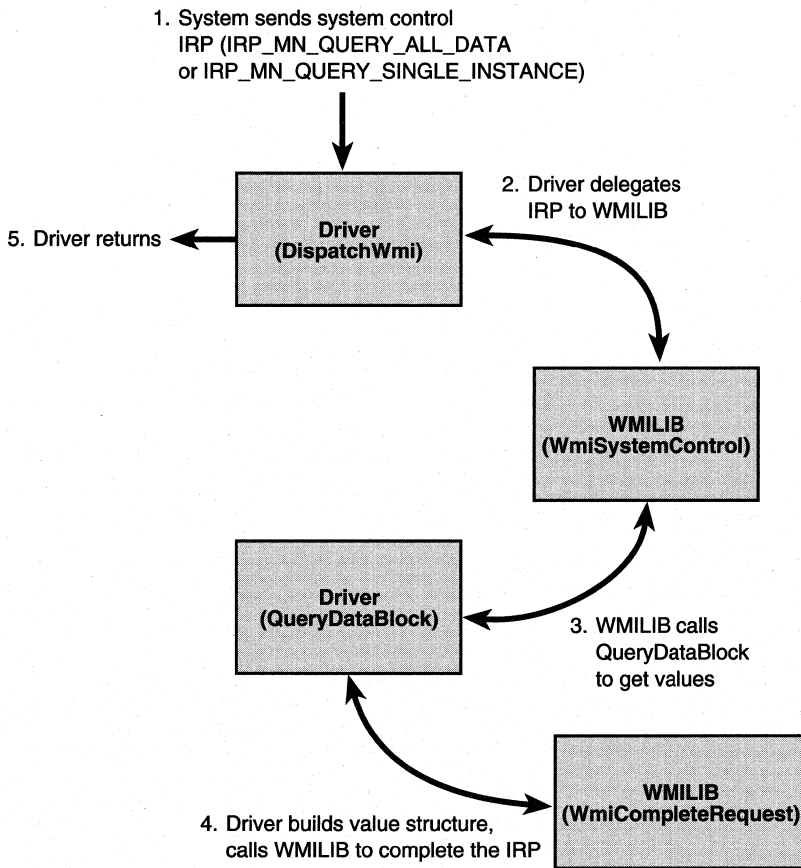 1. System sends system control
IRP (IRP_MN_QUERY_ALL_DATA
or IRP_MN_QUERY_SINGLE_INSTANCE)
Driver
(DispatchWmi)
2. Driver delegates
IRP to WMILIB
5. Driver returns
WMILIB
(WmiSystemControl)
Driver
(QueryDataBlock)
3. WMILIB calls
QueryDataBlock
to get values
WMILIB
(WmiCompleteRequest)
4. Driver builds value structure,
calls WMILIB to complete the IRP